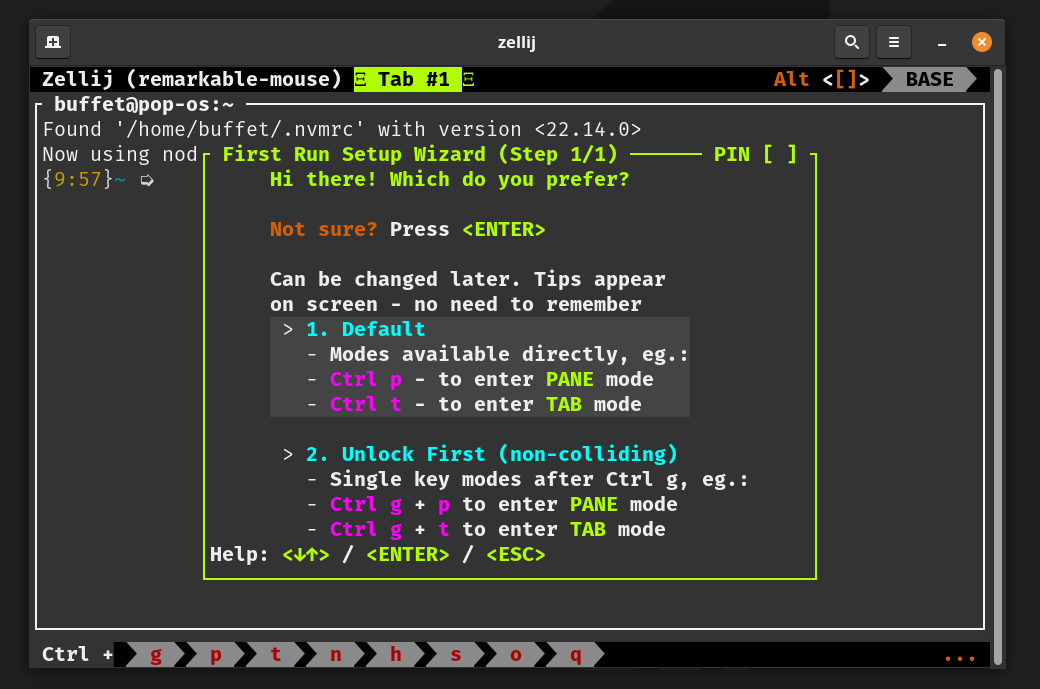 zellij
Zellij (remarkable-mouse) Ξ Tab #1 Ξ Alt <[]> BASE
buffet@pop-os:~
Found '/home/buffet/.nvmrc' with version <22.14.0>
Now using nod
{9:57}~ ➭
First Run Setup Wizard (Step 1/1) PIN [ ]
Hi there! Which do you prefer?
Not sure? Press <ENTER>
Can be changed later. Tips appear
on screen - no need to remember
> 1. Default
- Modes available directly, eg.:
- Ctrl p - to enter PANE mode
- Ctrl t - to enter TAB mode
> 2. Unlock First (non-colliding)
- Single key modes after Ctrl g, eg.:
- Ctrl g + p to enter PANE mode
- Ctrl g + t to enter TAB mode
Help: <↓↑> / <ENTER> / <ESC>
Ctrl + g p t n h s o q ...